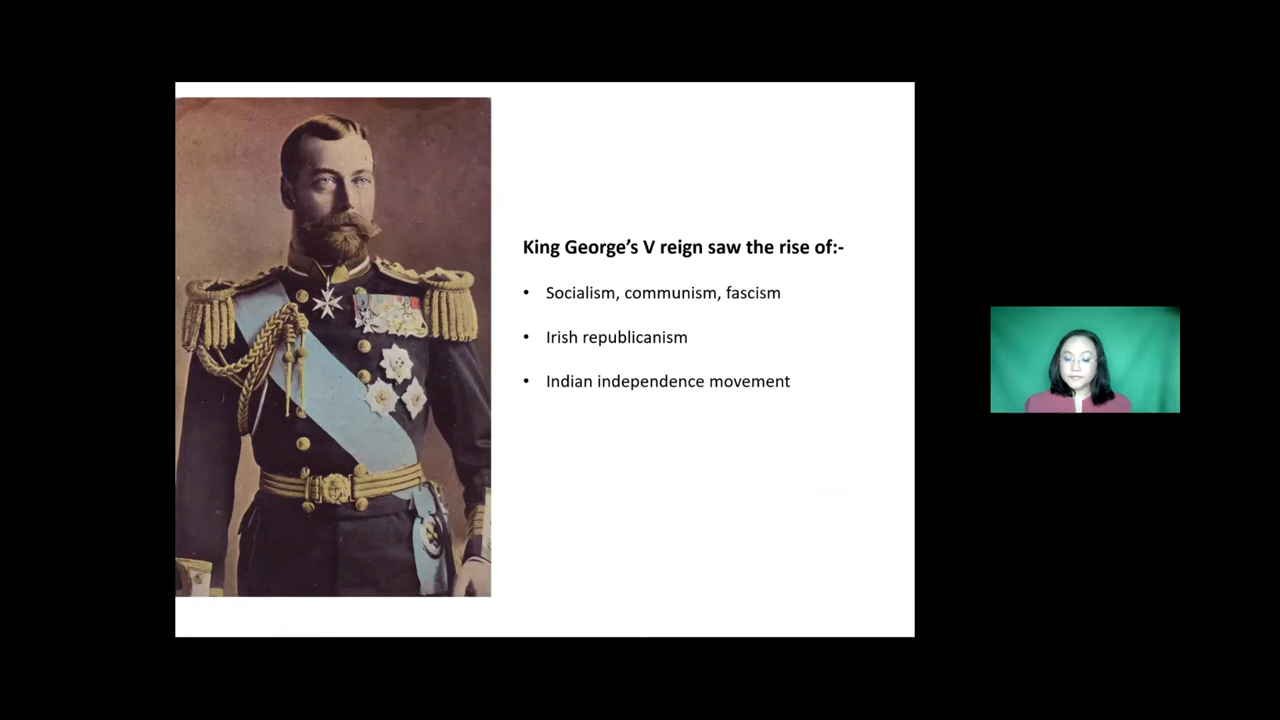 King George's V reign saw the rise of:-
• Socialism, communism, fascism
• Irish republicanism
• Indian independence movement